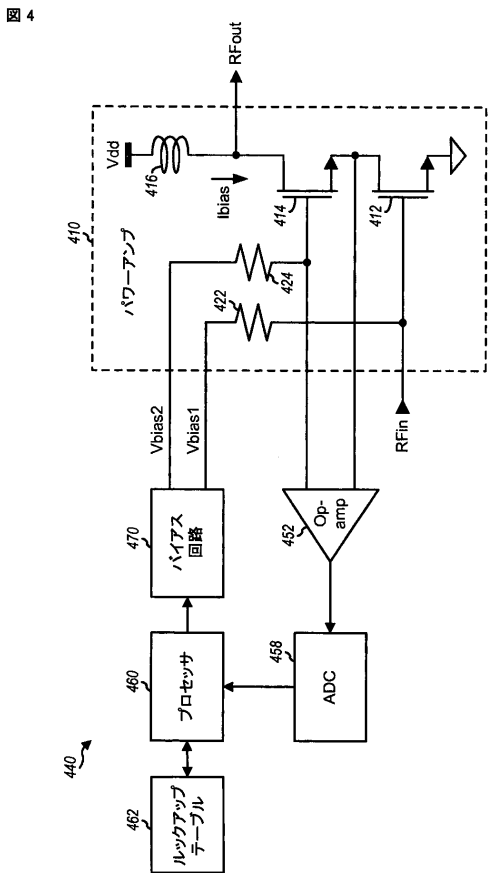 図 4
440
462
ルックアップ
テーブル
460
プロセッサ
470
バイアス
回路
458
ADC
452
Op-
amp
Vbias2
Vbias1
410
パワーアンプ
422
424
Vdd
416
Ibias
414
412
RFin
RFout